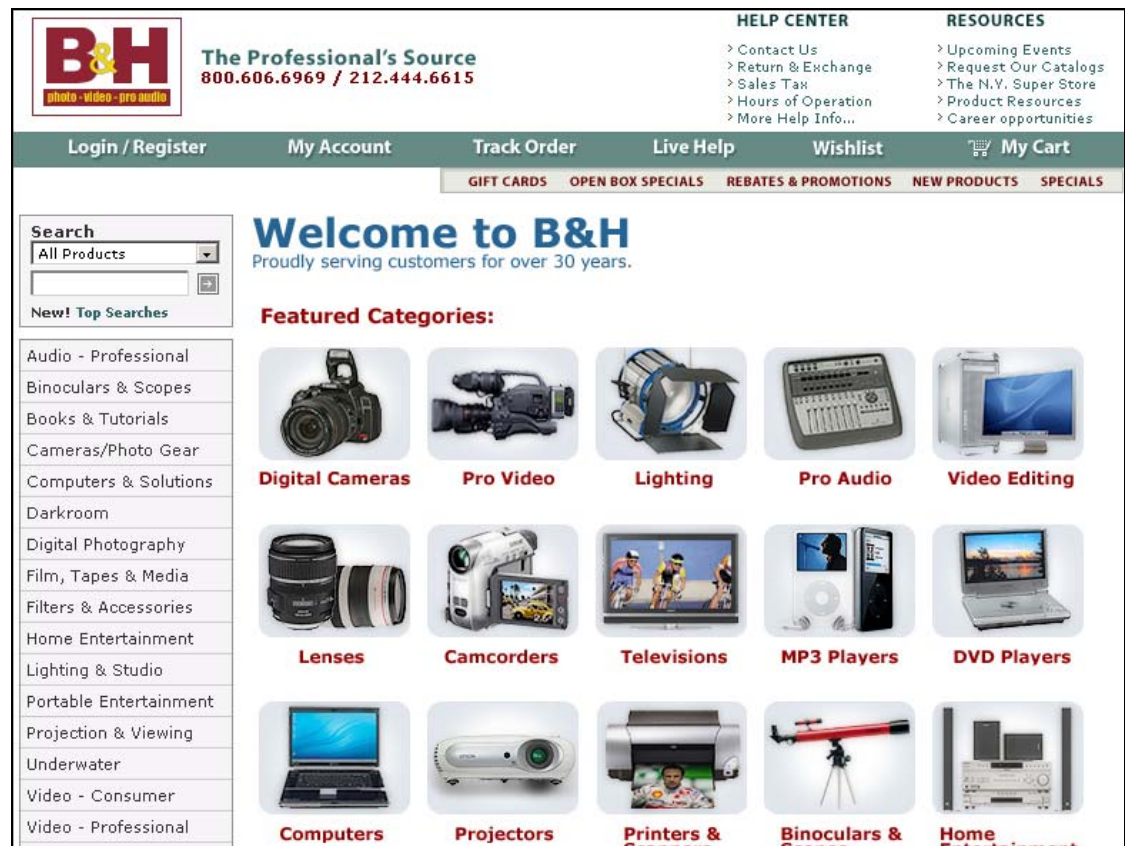 B&H
photo - video - pro audio
The Professional's Source
800.606.6969 / 212.444.6615
HELP CENTER
> Contact Us
> Return & Exchange
> Sales Tax
> Hours of Operation
> More Help Info...
RESOURCES
> Upcoming Events
> Request Our Catalogs
> The N.Y. Super Store
> Product Resources
> Career opportunities
Login / Register My Account Track Order Live Help Wishlist My Cart
GIFT CARDS OPEN BOX SPECIALS REBATES & PROMOTIONS NEW PRODUCTS SPECIALS
Search
All Products
New! Top Searches
Audio - Professional
Binoculars & Scopes
Books & Tutorials
Cameras/Photo Gear
Computers & Solutions
Darkroom
Digital Photography
Film, Tapes & Media
Filters & Accessories
Home Entertainment
Lighting & Studio
Portable Entertainment
Projection & Viewing
Underwater
Video - Consumer
Video - Professional
Welcome to B&H
Proudly serving customers for over 30 years.
Featured Categories:
Digital Cameras Pro Video Lighting Pro Audio Video Editing
Lenses Camcorders Televisions MP3 Players DVD Players
Computers Projectors Printers & Binoculars & Home